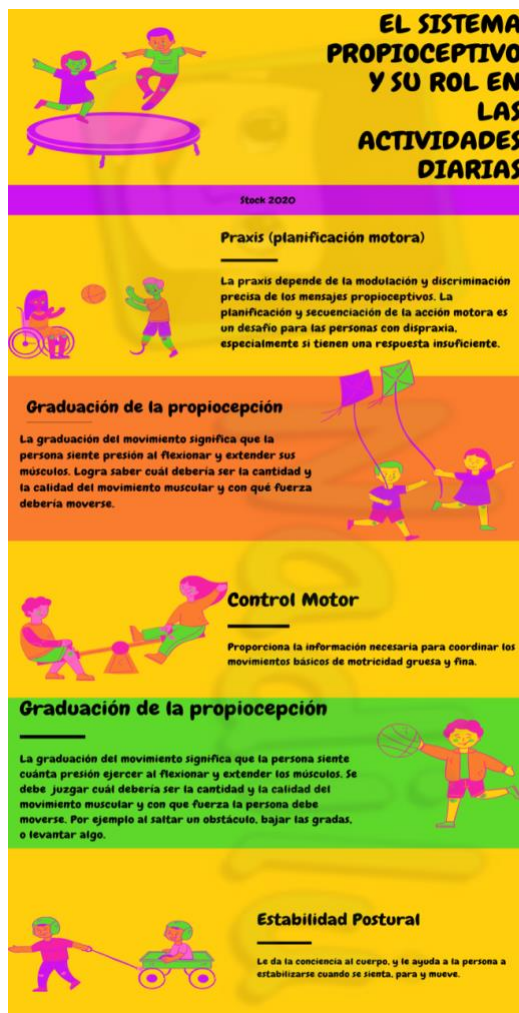 EL SISTEMA
PROPIOCEPTIVO
Y SU ROL EN
LAS
ACTIVIDADES
DIARIAS
Stock 2020
Praxis (planificación motora)
La praxis depende de la modulación y discriminación
precisa de los mensajes propioceptivos. La
planificación y secuenciación de la acción motora es
un desafío para las personas con dispraxia,
especialmente si tienen una respuesta insuficiente.
Graduación de la propiocepción
La graduación del movimiento significa que la
persona siente presión al flexionar y extender sus
músculos. Logra saber cuál debería ser la cantidad y
la calidad del movimiento muscular y con qué fuerza
debería moverse.
Control Motor
Proporciona la información necesaria para coordinar los
movimientos básicos de motricidad gruesa y fina.
Graduación de la propiocepción
La graduación del movimiento significa que la persona siente
cuánta presión ejercer al flexionar y extender los músculos. Se
debe juzgar cuál debería ser la cantidad y la calidad del
movimiento muscular y con que fuerza la persona debe
moverse. Por ejemplo al saltar un obstáculo, bajar las gradas,
o levantar algo.
Estabilidad Postural
Le da la conciencia al cuerpo, y le ayuda a la persona a
estabilizarse cuando se sienta, para y mueve.